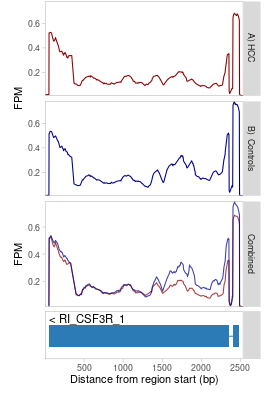 0.6
0.4
0.2
FPM
A) HCC
0.6
0.4
0.2
B) Controls
0.6
0.4
0.2
FPM
Combined
< RI_CSF3R_1
500 1000 1500 2000 2500
Distance from region start (bp)